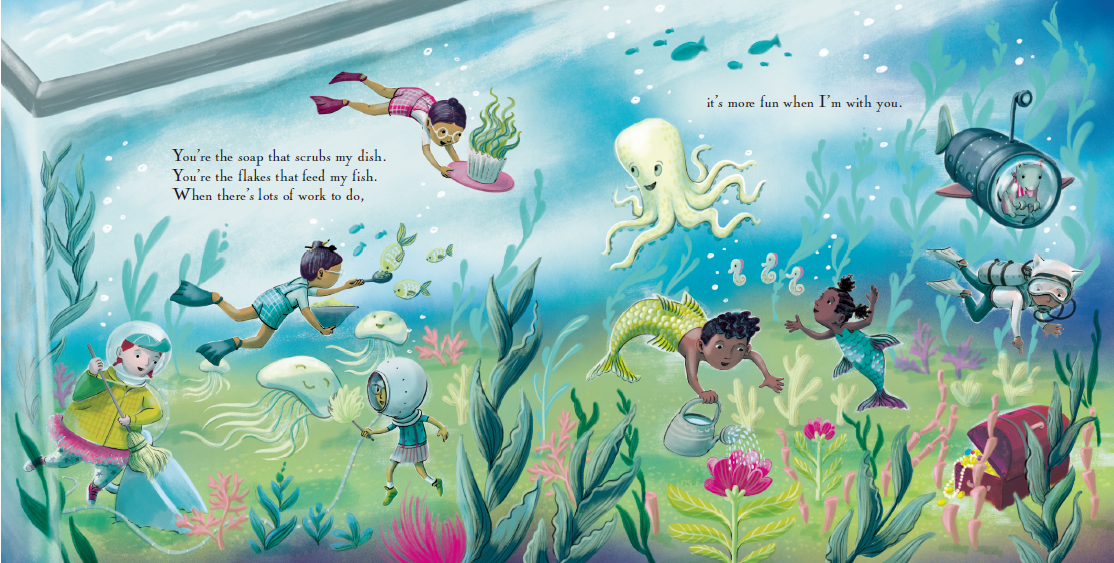 You're the soap that scrubs my dish.
You're the flakes that feed my fish.
When there's lots of work to do,
it's more fun when I'm with you.